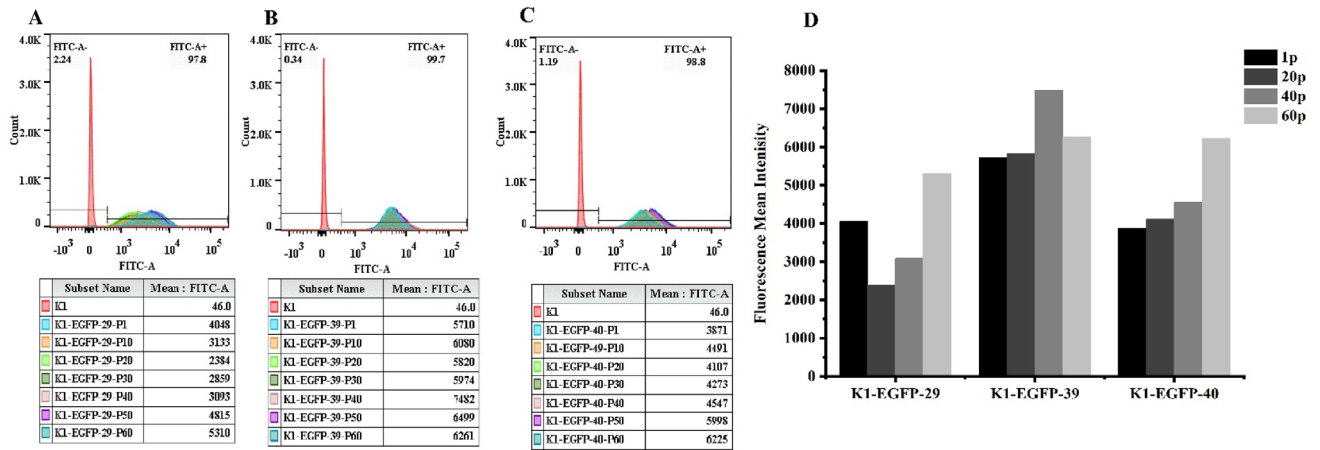 A
4.0K
FITC-A-
2.24
FITC-A+
97.8
3.0K
Count
2.0K
1.0K
0
-10³ 0 10³ 10⁴ 10⁵
FITC-A
Subset Name Mean : FITC-A
K1 46.0
K1-EGFP-29-P1 4048
K1-EGFP-29-P10 3133
K1-EGFP-29-P20 2384
K1-EGFP-29-P30 2859
K1-EGFP-29-P40 3093
K1-EGFP-29-P50 4815
K1-EGFP-29-P60 5310
B
4.0K
FITC-A-
0.34
FITC-A+
99.7
3.0K
Count
2.0K
1.0K
0
-10³ 0 10³ 10⁴ 10⁵
FITC-A
Subset Name Mean : FITC-A
K1 46.0
K1-EGFP-39-P1 5710
K1-EGFP-39-P10 6080
K1-EGFP-39-P20 5820
K1-EGFP-39-P30 5974
K1-EGFP-39-P40 7482
K1-EGFP-39-P50 6499
K1-EGFP-39-P60 6261
C
4.0K
FITC-A-
1.19
FITC-A+
98.8
3.0K
Count
2.0K
1.0K
0
-10³ 0 10³ 10⁴ 10⁵
FITC-A
Subset Name Mean : FITC-A
K1 46.0
K1-EGFP-40-P1 3871
K1-EGFP-49-P10 4491
K1-EGFP-40-P20 4107
K1-EGFP-40-P30 4273
K1-EGFP-40-P40 4547
K1-EGFP-40-P50 5998
K1-EGFP-40-P60 6225
D
1p
20p
40p
60p
Fluorescence Mean Intenisity
8000
7000
6000
5000
4000
3000
2000
1000
0
K1-EGFP-29 K1-EGFP-39 K1-EGFP-40